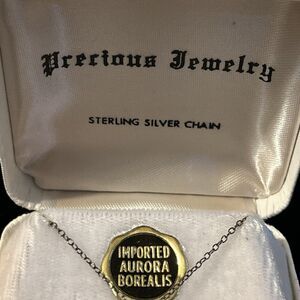 Precious Jewelry
STERLING SILVER CHAIN
IMPORTED
AURORA
BOREALIS